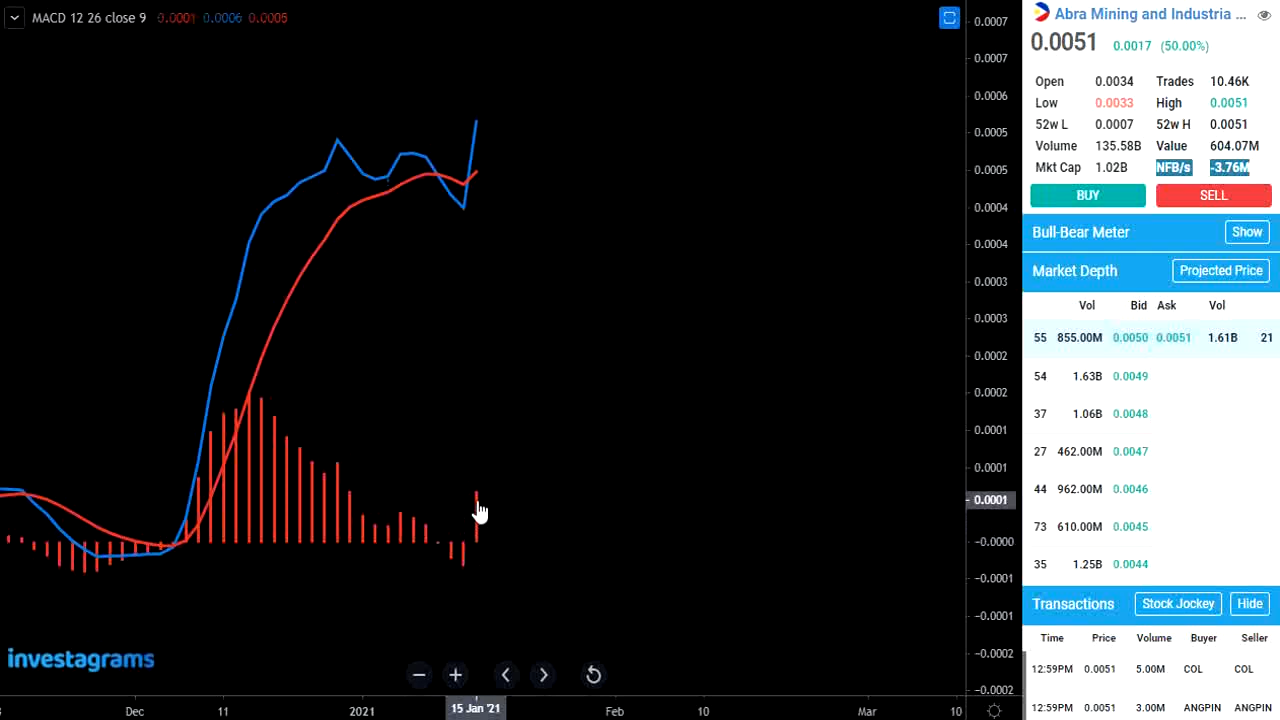 MACD 12 26 close 9 0.0001 0.0006 0.0005
0.0007
0.0007
0.0006
0.0005
0.0005
0.0004
0.0004
0.0003
0.0003
0.0002
0.0002
0.0001
0.0001
0.0001
−0.0000
−0.0001
−0.0001
−0.0002
−0.0002
investagrams
Dec 11 2021 15 Jan '21 Feb 10 Mar 10
Abra Mining and Industria ...
0.0051 0.0017 (50.00%)
Open 0.0034 Trades 10.46K
Low 0.0033 High 0.0051
52w L 0.0007 52w H 0.0051
Volume 135.58B Value 604.07M
Mkt Cap 1.02B NFB/s -3.76M
BUY SELL
Bull-Bear Meter Show
Market Depth Projected Price
Vol Bid Ask Vol
55 855.00M 0.0050 0.0051 1.61B 21
54 1.63B 0.0049
37 1.06B 0.0048
27 462.00M 0.0047
44 962.00M 0.0046
73 610.00M 0.0045
35 1.25B 0.0044
Transactions Stock Jockey Hide
Time Price Volume Buyer Seller
12:59PM 0.0051 5.00M COL COL
12:59PM 0.0051 3.00M ANGPIN ANGPIN